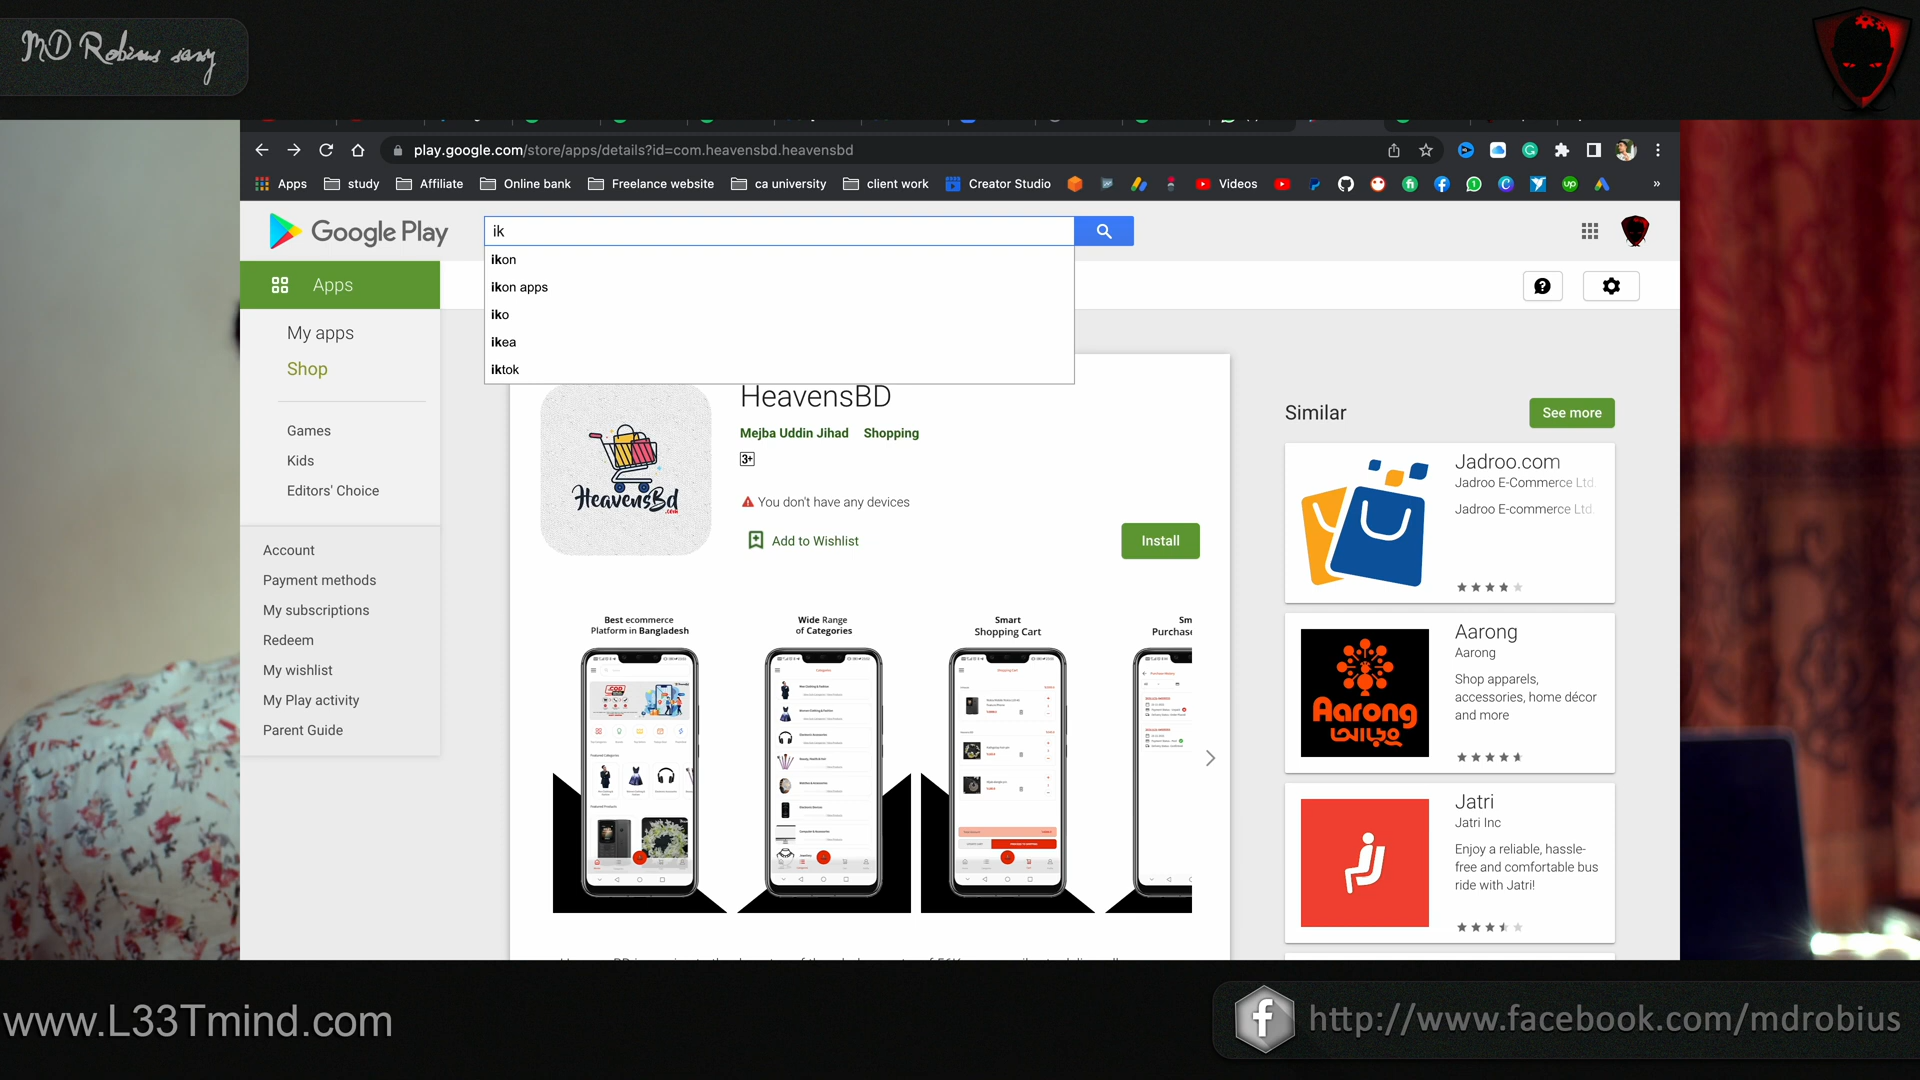 MD Robius sany
play.google.com/store/apps/details?id=com.heavensbd.heavensbd
Apps study Affiliate Online bank Freelance website ca university client work Creator Studio Videos »
Google Play
ik
ikon
ikon apps
iko
ikea
iktok
Apps
My apps
Shop
Games
Kids
Editors' Choice
Account
Payment methods
My subscriptions
Redeem
My wishlist
My Play activity
Parent Guide
HeavensBd
.com
HeavensBD
Mejba Uddin Jihad Shopping
3+
You don't have any devices
Add to Wishlist
Install
Best ecommerce
Platform in Bangladesh
Wide Range
of Categories
Smart
Shopping Cart
Sm
Purchase
Similar
See more
Jadroo.com
Jadroo E-Commerce Ltd.
Jadroo E-commerce Ltd.
Aarong
আড়ং
Aarong
Aarong
Shop apparels,
accessories, home décor
and more
Jatri
Jatri Inc
Enjoy a reliable, hassle-
free and comfortable bus
ride with Jatri!
www.L33Tmind.com
http://www.facebook.com/mdrobius